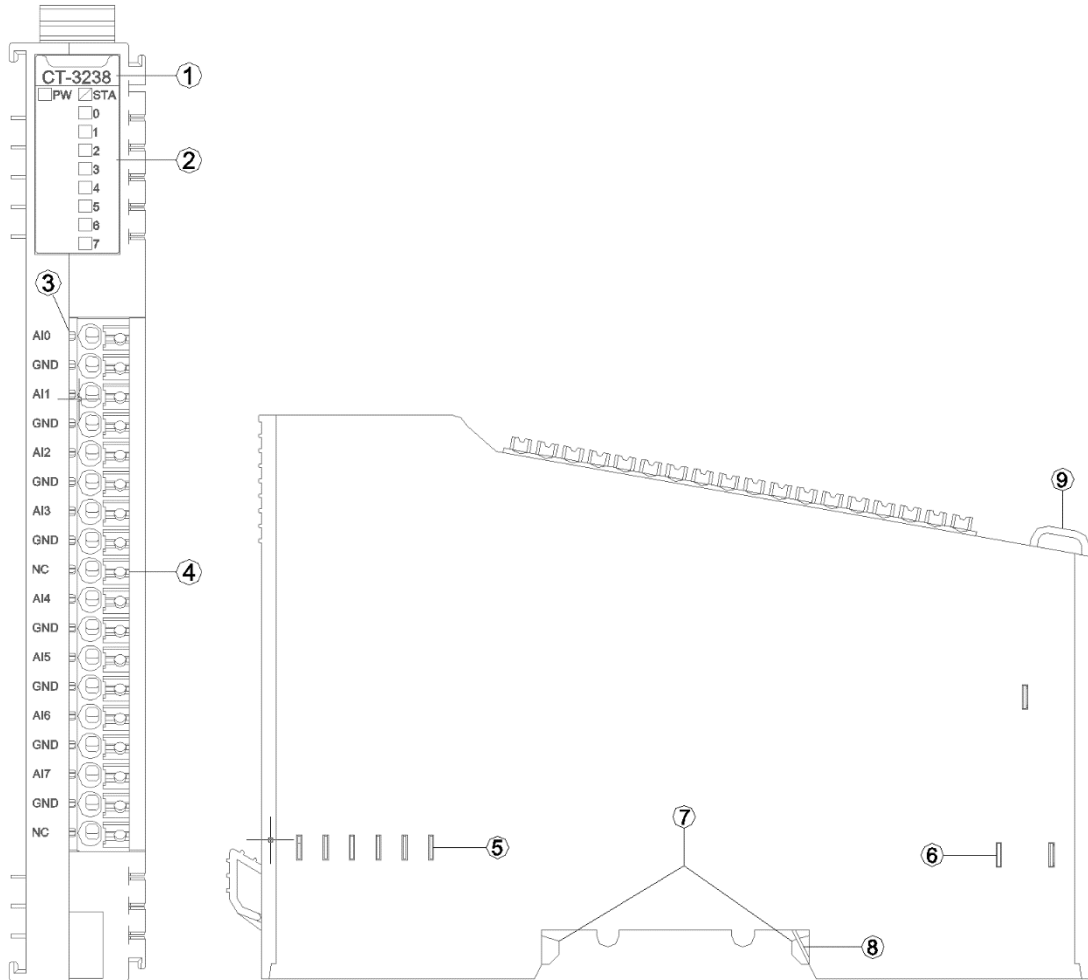 CT-3238
①
PW STA
0
1
2
②
3
4
5
6
7
③
AI0
GND
AI1
GND
AI2
GND
AI3
GND
NC
④
AI4
GND
AI5
GND
AI6
GND
AI7
GND
NC
⑨
⑦
⑤
⑥
⑧